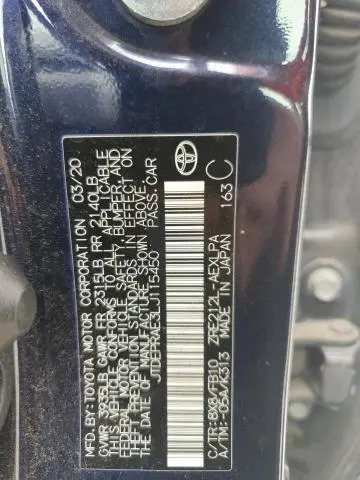 MFD BY:TOYOTA MOTOR CORPORATION 03/20
GVWR 3935LB GAWR FR 2315LB RR 2140LB
THIS VEHICLE CONFORMS TO ALL APPLICABLE
FEDERAL MOTOR VEHICLE SAFETY, BUMPER, AND
THEFT PREVENTION STANDARDS IN EFFECT
ON THE DATE OF MANUFACTURE SHOWN ABOVE.
JTDEPRAE3LJ115450 PASS.CAR
ZRE212L-AEXLPA
C/TR:8X8/FB10
A/TM:-05A/K313 MADE IN JAPAN 163 C
TOYOTA